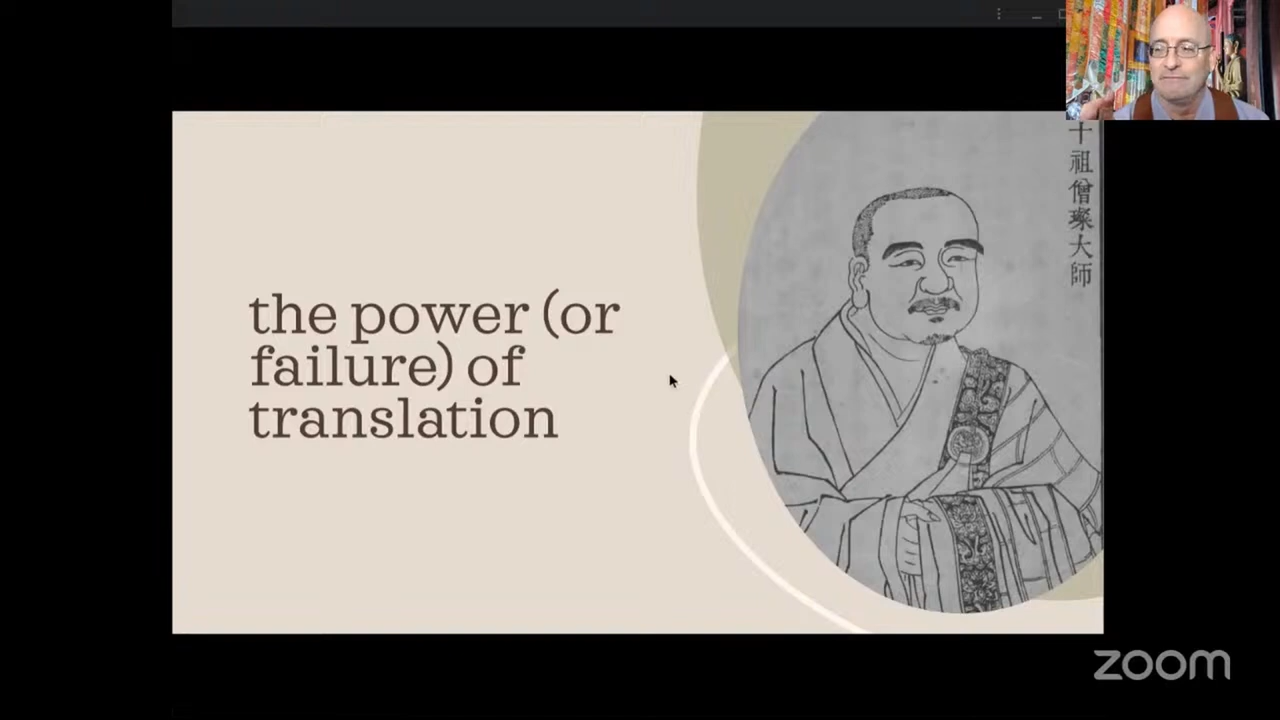 the power (or
failure) of
translation
十祖僧璨大師
zoom